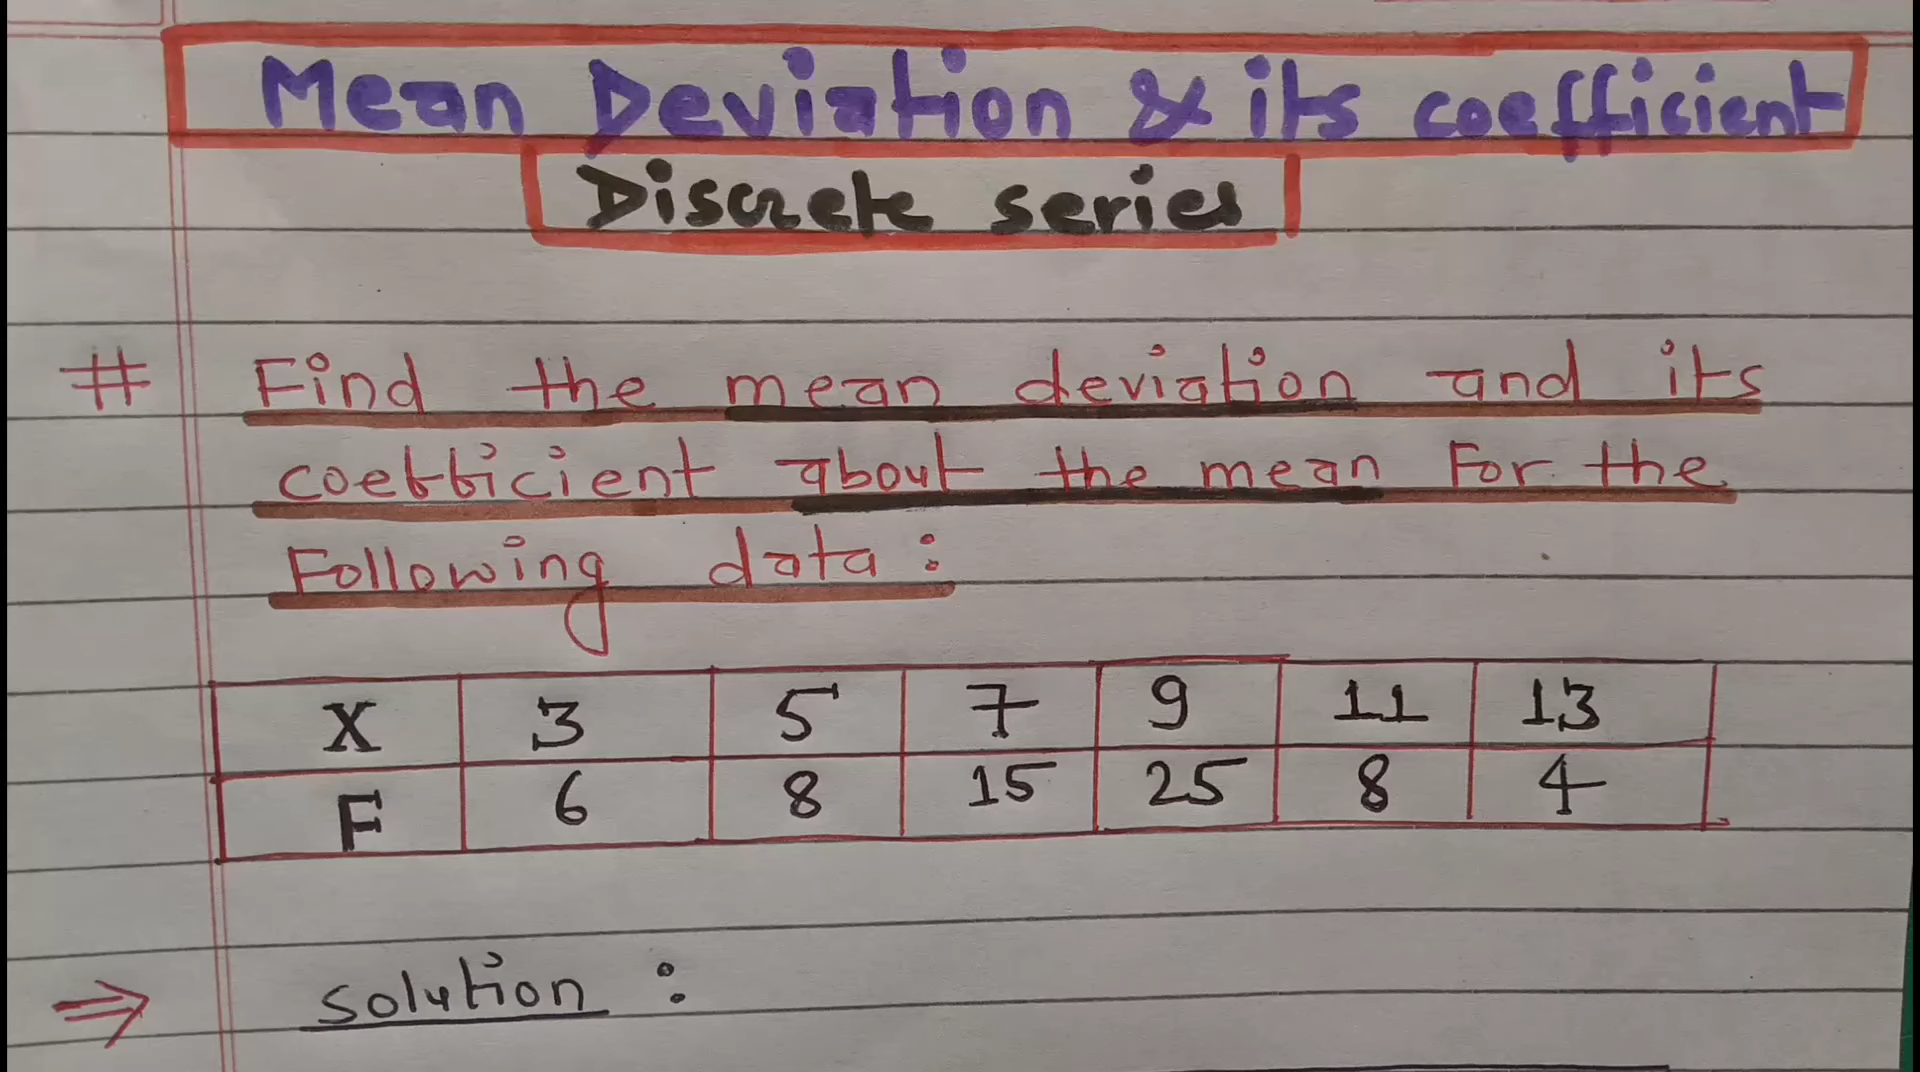 Mean Deviation & its coefficient
Discrete series
# Find the mean deviation and its
coefficient about the mean For the
Following data:
X 3 5 7 9 11 13
F 6 8 15 25 8 4
⇒ solution :